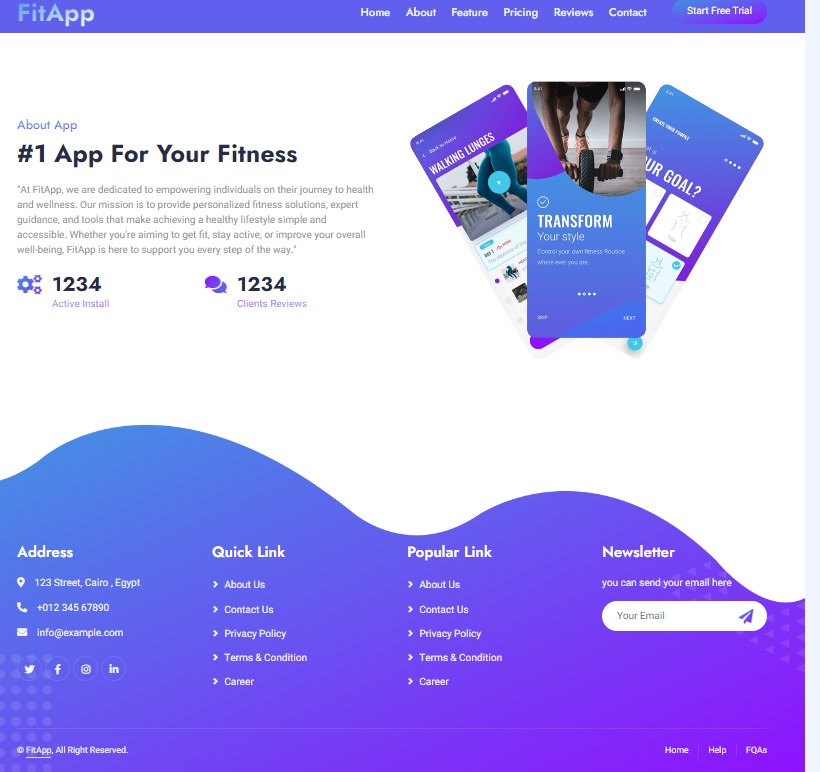 FitApp
Home About Feature Pricing Reviews Contact Start Free Trial
About App
#1 App For Your Fitness
"At FitApp, we are dedicated to empowering individuals on their journey to health
and wellness. Our mission is to provide personalized fitness solutions, expert
guidance, and tools that make achieving a healthy lifestyle simple and
accessible. Whether you're aiming to get fit, stay active, or improve your overall
well-being, FitApp is here to support you every step of the way."
1234
Active Install
1234
Clients Reviews
Back to Home
WALKING LUNGES
TRANSFORM
Your style
Control your own fitness Routine
where ever you are.
SKIP NEXT
CREATE YOUR PROFILE
UR GOAL?
Address
123 Street, Cairo , Egypt
+012 345 67890
info@example.com
Quick Link
About Us
Contact Us
Privacy Policy
Terms & Condition
Career
Popular Link
About Us
Contact Us
Privacy Policy
Terms & Condition
Career
Newsletter
you can send your email here
Your Email
© FitApp, All Right Reserved.
Home Help FQAs